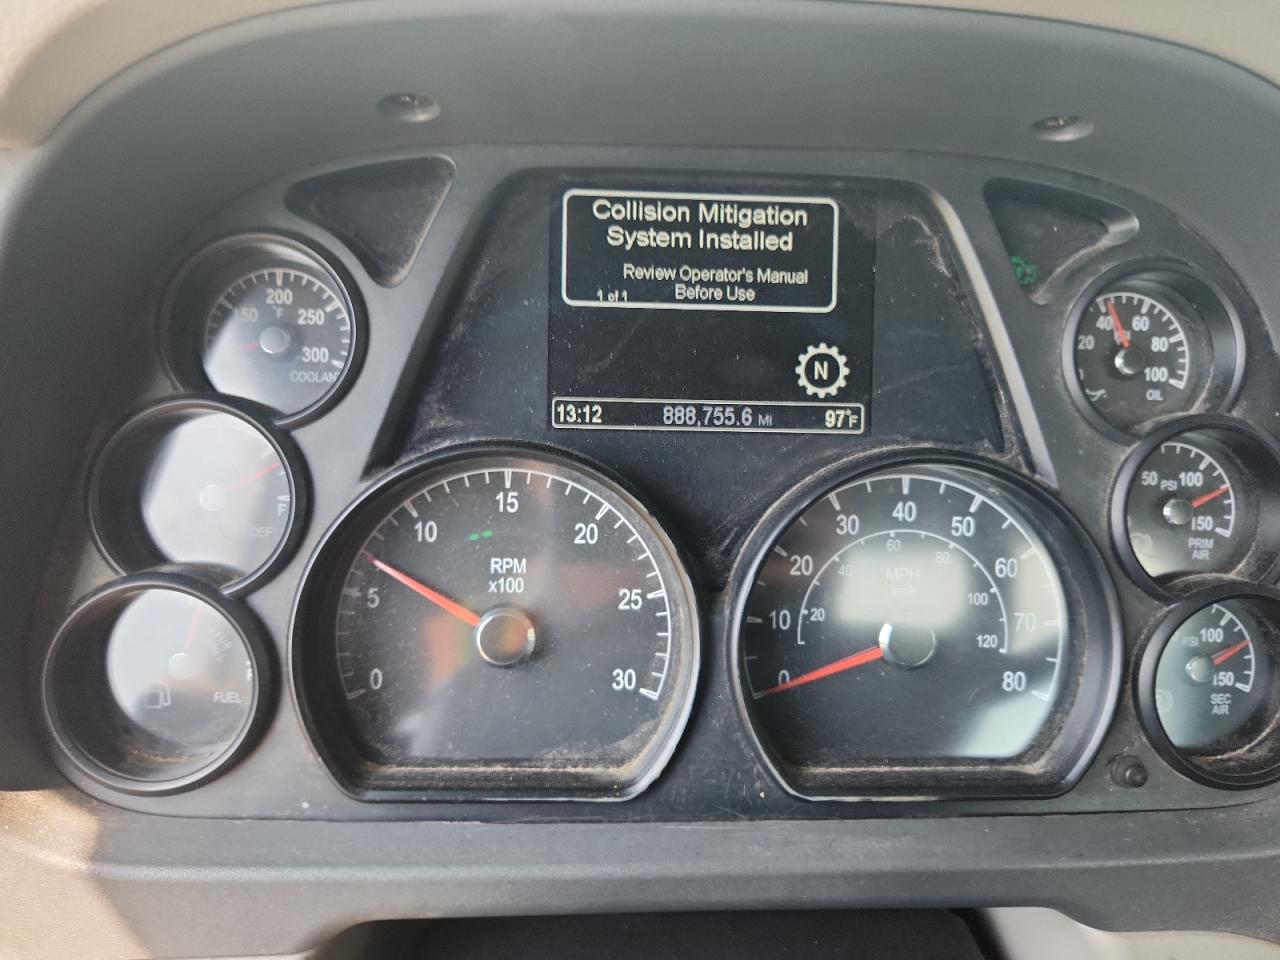 Collision Mitigation
System Installed
Review Operator's Manual
1 of 1 Before Use
N
13:12 888,755.6 MI 97°F
150 200 250 300
°F
COOLANT
DEF
FUEL
0 5 10 15 20 25 30
RPM
x100
0 10 20 30 40 50 60 70 80
20 40 60 80 100 120
MPH
20 40 60 80 100
OIL
50 PSI 100
150
PRIM
AIR
PSI 100
150
SEC
AIR